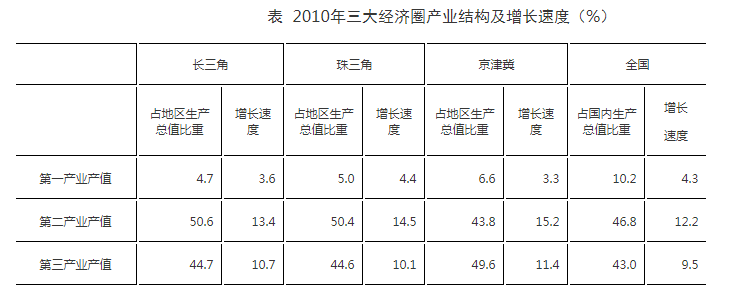 表 2010年三大经济圈产业结构及增长速度（%）
长三角 珠三角 京津冀 全国
占地区生产总值比重 增长速度 占地区生产总值比重 增长速度 占地区生产总值比重 增长速度 占国内生产总值比重 增长速度
第一产业产值 4.7 3.6 5.0 4.4 6.6 3.3 10.2 4.3
第二产业产值 50.6 13.4 50.4 14.5 43.8 15.2 46.8 12.2
第三产业产值 44.7 10.7 44.6 10.1 49.6 11.4 43.0 9.5